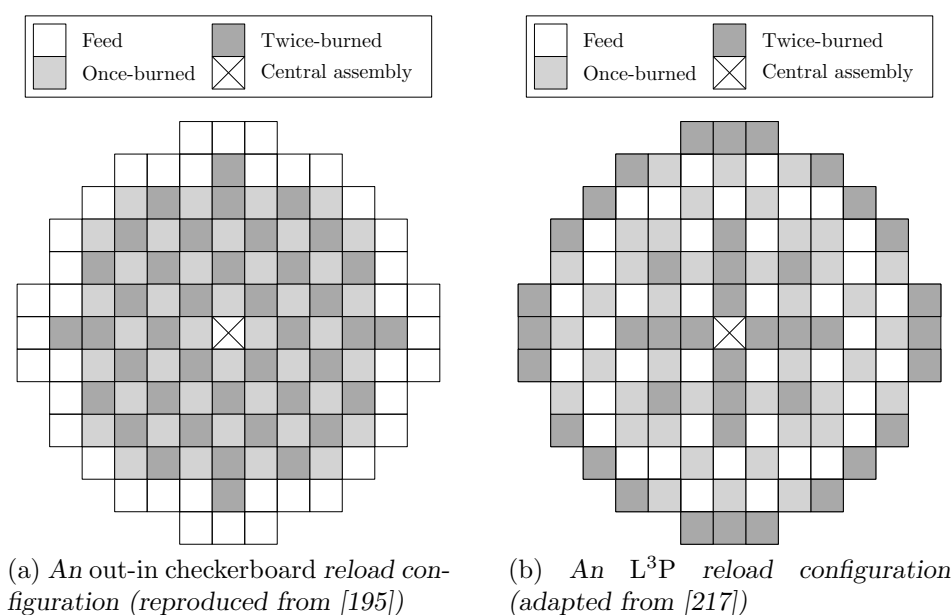 Feed
Twice-burned
Once-burned
Central assembly
Feed
Twice-burned
Once-burned
Central assembly
(a) An out-in checkerboard reload con-
figuration (reproduced from [195])
(b) An L³P reload configuration
(adapted from [217])